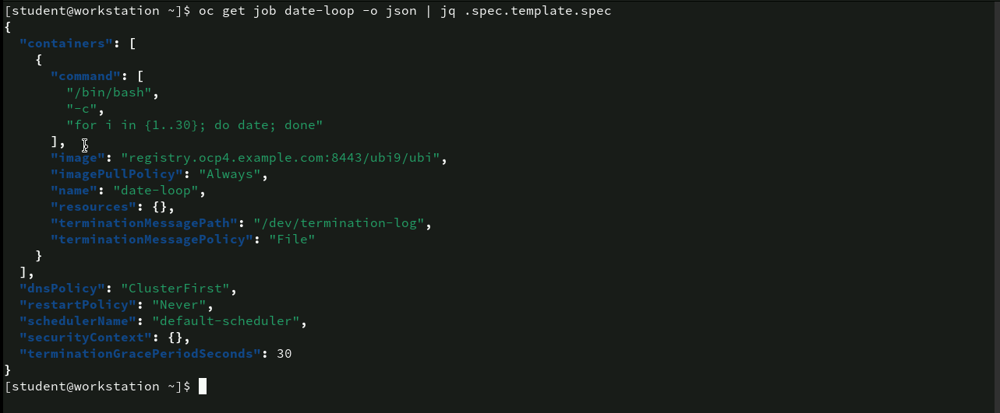 [student@workstation ~]$ oc get job date-loop -o json | jq .spec.template.spec
{
  "containers": [
    {
      "command": [
        "/bin/bash",
        "-c",
        "for i in {1..30}; do date; done"
      ],
      "image": "registry.ocp4.example.com:8443/ubi9/ubi",
      "imagePullPolicy": "Always",
      "name": "date-loop",
      "resources": {},
      "terminationMessagePath": "/dev/termination-log",
      "terminationMessagePolicy": "File"
    }
  ],
  "dnsPolicy": "ClusterFirst",
  "restartPolicy": "Never",
  "schedulerName": "default-scheduler",
  "securityContext": {},
  "terminationGracePeriodSeconds": 30
}
[student@workstation ~]$